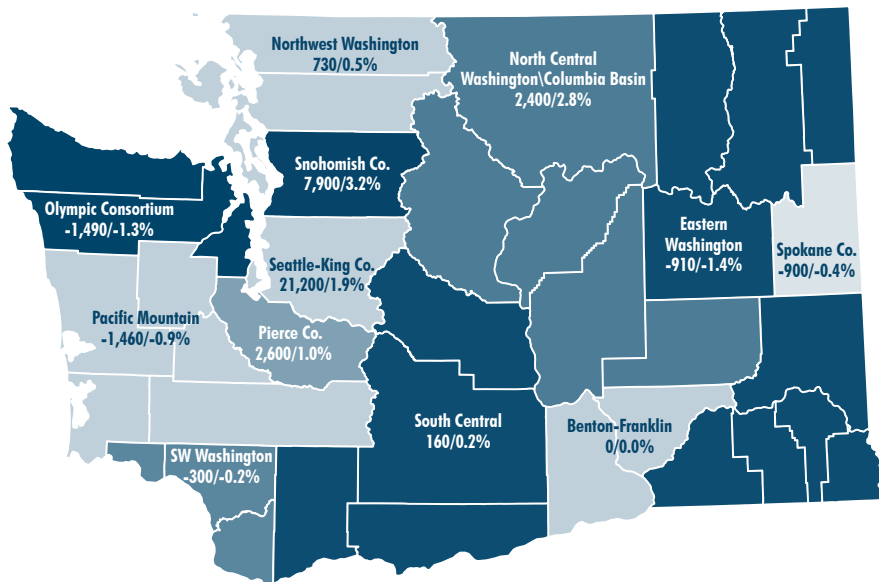 Northwest Washington
730/0.5%
North Central
Washington\Columbia Basin
2,400/2.8%
Snohomish Co.
7,900/3.2%
Olympic Consortium
-1,490/-1.3%
Eastern
Washington
-910/-1.4%
Spokane Co.
-900/-0.4%
Seattle-King Co.
21,200/1.9%
Pacific Mountain
-1,460/-0.9%
Pierce Co.
2,600/1.0%
South Central
160/0.2%
Benton-Franklin
0/0.0%
SW Washington
-300/-0.2%